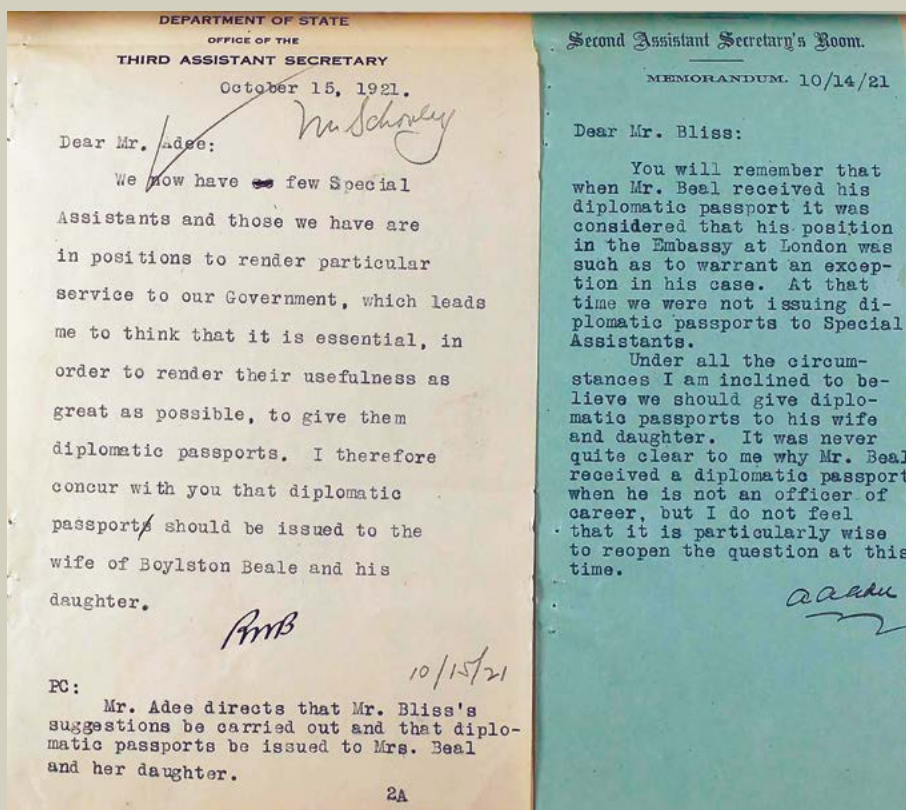 DEPARTMENT OF STATE
OFFICE OF THE
THIRD ASSISTANT SECRETARY
October 15, 1921.
Dear Mr. Adee:
We now have few Special
Assistants and those we have are
in positions to render particular
service to our Government, which leads
me to think that it is essential, in
order to render their usefulness as
great as possible, to give them
diplomatic passports. I therefore
concur with you that diplomatic
passports should be issued to the
wife of Boylston Beale and his
daughter.
RWB
10/15/21
PC:
Mr. Adee directs that Mr. Bliss's
suggestions be carried out and that diplo-
matic passports be issued to Mrs. Beal
and her daughter.
2A
Second Assistant Secretary's Room.
MEMORANDUM. 10/14/21
Dear Mr. Bliss:
You will remember that
when Mr. Beal received his
diplomatic passport it was
considered that his position
in the Embassy at London was
such as to warrant an excep-
tion in his case. At that
time we were not issuing di-
plomatic passports to Special
Assistants.
Under all the circum-
stances I am inclined to be-
lieve we should give diplo-
matic passports to his wife
and daughter. It was never
quite clear to me why Mr. Beal
received a diplomatic passport
when he is not an officer of
career, but I do not feel
that it is particularly wise
to reopen the question at this
time.